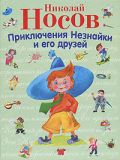 Николай
Носов
Приключения Незнайки
и его друзей